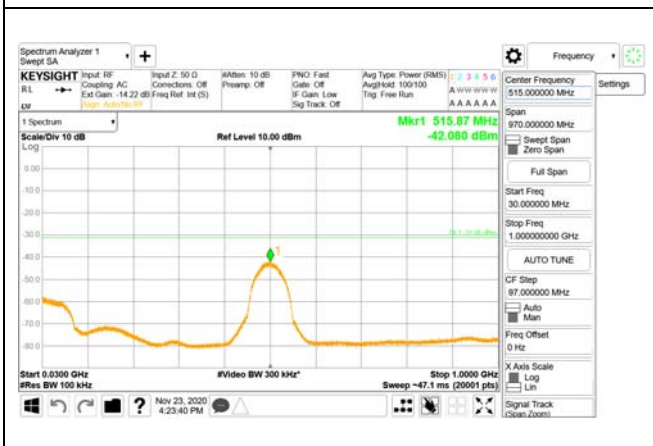 Spectrum Analyzer 1
Swept SA
Frequency
KEYSIGHT
Input: RF
Input Z: 50 Ω
#Atten: 10 dB
PNO: Fast
Avg Type: Power (RMS)
1 2 3 4 5 6
RL
Coupling: AC
Corrections: Off
Preamp: Off
Gate: Off
Avg|Hold: 100/100
A W W W W W
Ext Gain: -14.22 dB
Freq Ref: Int (S)
IF Gain: Low
Trig: Free Run
Align: Auto/No RF
Sig Track: Off
A A A A A A
1 Spectrum
Mkr1 515.87 MHz
Scale/Div 10 dB
Ref Level 10.00 dBm
-42.080 dBm
Log
0.00
-10.0
-20.0
-30.0
-40.0
-50.0
-60.0
-70.0
-80.0
1
Start 0.0300 GHz
#Video BW 300 kHz*
Stop 1.0000 GHz
#Res BW 100 kHz
Sweep ~47.1 ms (20001 pts)
?
Nov 23, 2020
4:23:40 PM
Center Frequency
515.000000 MHz
Settings
Span
970.000000 MHz
Swept Span
Zero Span
Full Span
Start Freq
30.000000 MHz
Stop Freq
1.000000000 GHz
AUTO TUNE
CF Step
97.000000 MHz
Auto
Man
Freq Offset
0 Hz
X Axis Scale
Log
Lin
Signal Track
(Span Zoom)